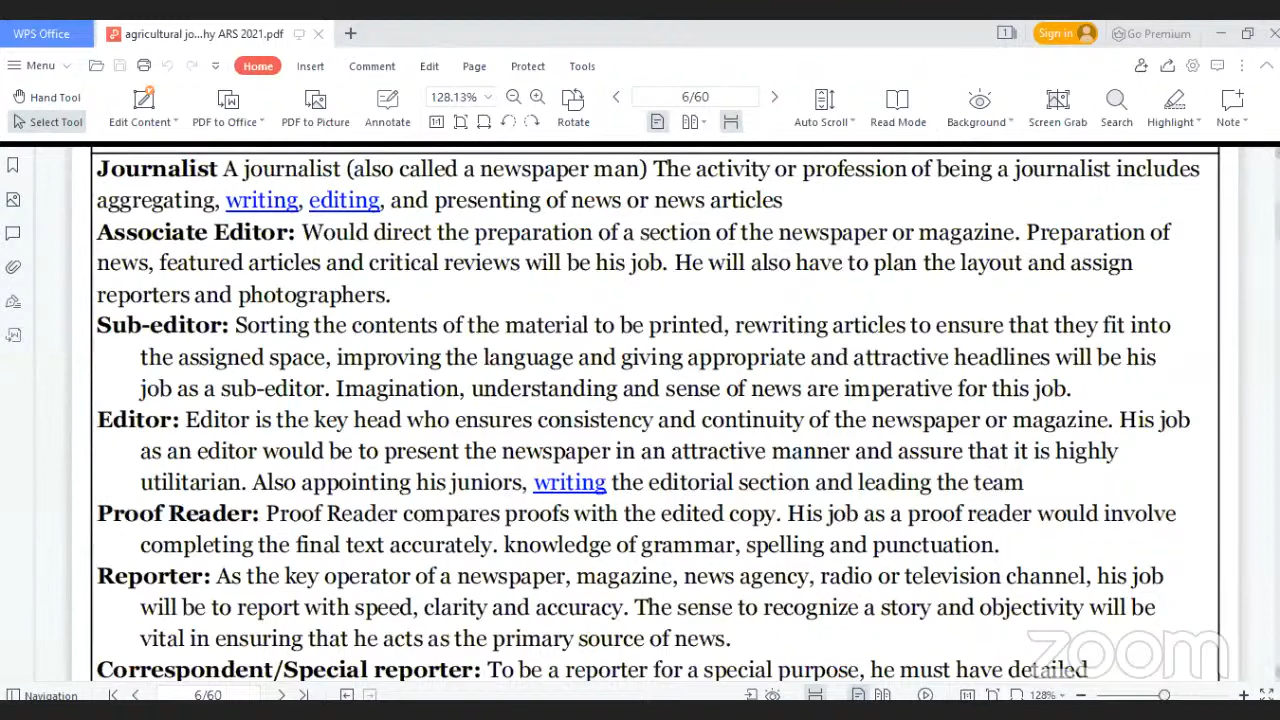 WPS Office
agricultural jo...hy ARS 2021.pdf
1
Sign in
Go Premium
Menu
Home
Insert
Comment
Edit
Page
Protect
Tools
Hand Tool
Select Tool
Edit Content
PDF to Office
PDF to Picture
Annotate
128.13%
Rotate
6/60
Auto Scroll
Read Mode
Background
Screen Grab
Search
Highlight
Note
Journalist A journalist (also called a newspaper man) The activity or profession of being a journalist includes
aggregating, writing, editing, and presenting of news or news articles
Associate Editor: Would direct the preparation of a section of the newspaper or magazine. Preparation of
news, featured articles and critical reviews will be his job. He will also have to plan the layout and assign
reporters and photographers.
Sub-editor: Sorting the contents of the material to be printed, rewriting articles to ensure that they fit into
the assigned space, improving the language and giving appropriate and attractive headlines will be his
job as a sub-editor. Imagination, understanding and sense of news are imperative for this job.
Editor: Editor is the key head who ensures consistency and continuity of the newspaper or magazine. His job
as an editor would be to present the newspaper in an attractive manner and assure that it is highly
utilitarian. Also appointing his juniors, writing the editorial section and leading the team
Proof Reader: Proof Reader compares proofs with the edited copy. His job as a proof reader would involve
completing the final text accurately. knowledge of grammar, spelling and punctuation.
Reporter: As the key operator of a newspaper, magazine, news agency, radio or television channel, his job
will be to report with speed, clarity and accuracy. The sense to recognize a story and objectivity will be
vital in ensuring that he acts as the primary source of news.
Correspondent/Special reporter: To be a reporter for a special purpose, he must have detailed
zoom
Navigation
6/60
128%